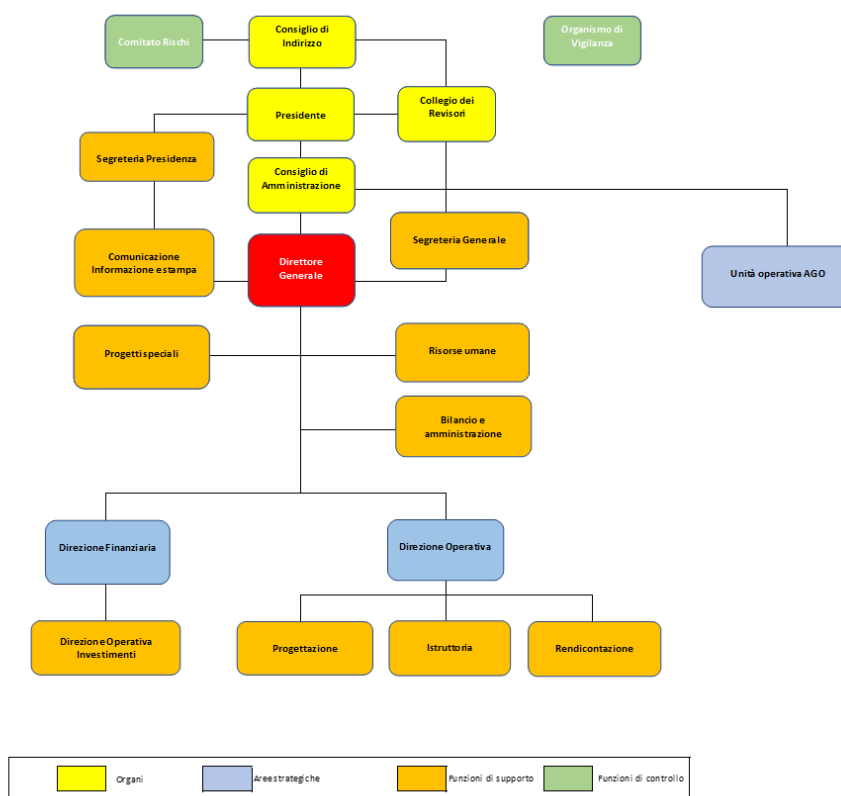 Comitato Rischi
Consiglio di
Indirizzo
Organismo di
Vigilanza
Presidente
Collegio dei
Revisori
Segreteria Presidenza
Consiglio di
Amministrazione
Comunicazione
Informazione e stampa
Direttore
Generale
Segreteria Generale
Unità operativa AGO
Progetti speciali
Risorse umane
Bilancio e
amministrazione
Direzione Finanziaria
Direzione Operativa
Direzione Operativa
Investimenti
Progettazione
Istruttoria
Rendicontazione
Organi
Aree strategiche
Funzioni di supporto
Funzioni di controllo